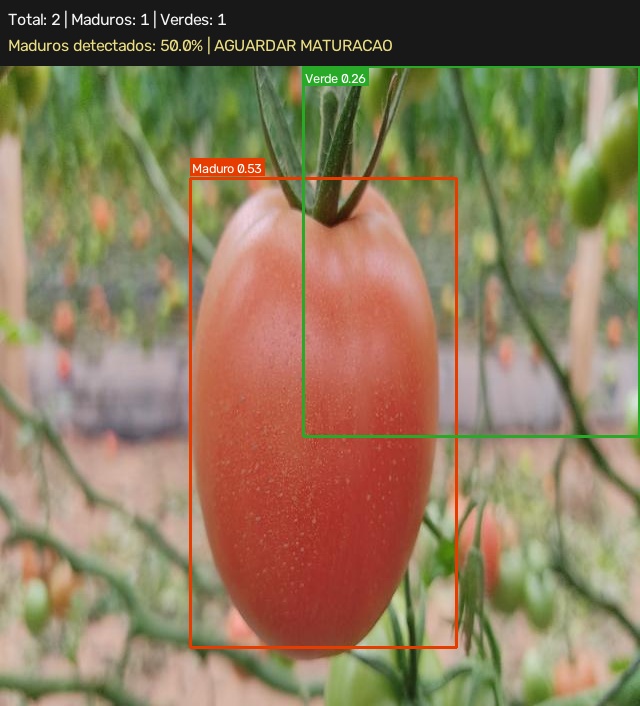 Total: 2 | Maduros: 1 | Verdes: 1
Maduros detectados: 50.0% | AGUARDAR MATURACAO
Verde 0.26
Maduro 0.53